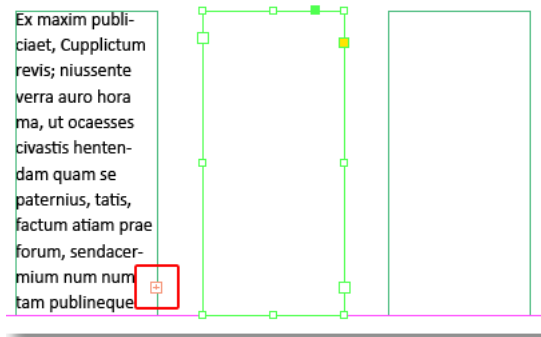 Ex maxim publi-
ciaet, Cupplictum
revis; niussente
verra auro hora
ma, ut ocaesses
civastis henten-
dam quam se
paternius, tatis,
factum atiam prae
forum, sendacer-
mium num num
tam publineque